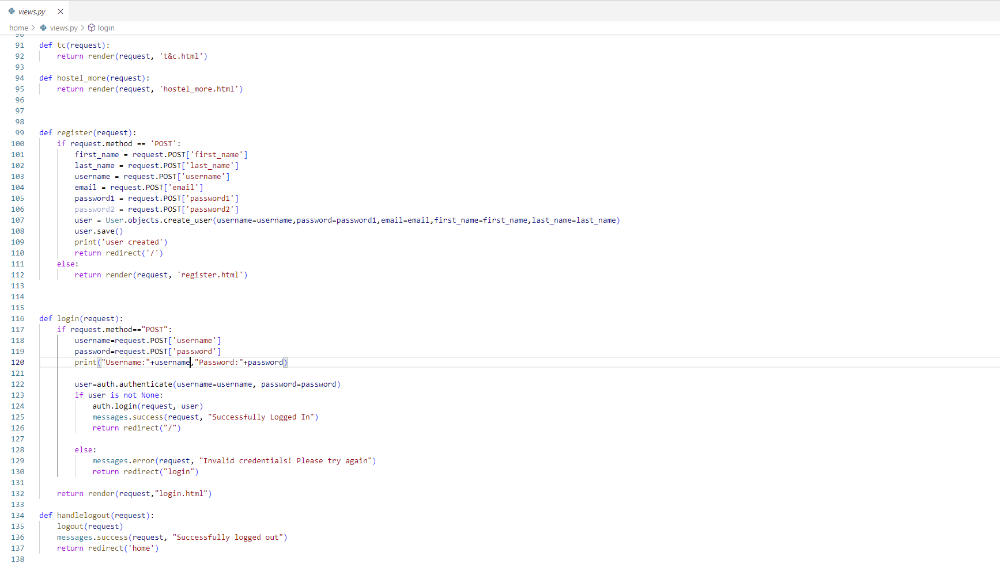 views.py
home > views.py > login
90
91 def tc(request):
92     return render(request, 't&c.html')
93
94 def hostel_more(request):
95     return render(request, 'hostel_more.html')
96
97
98
99 def register(request):
100     if request.method == 'POST':
101         first_name = request.POST['first_name']
102         last_name = request.POST['last_name']
103         username = request.POST['username']
104         email = request.POST['email']
105         password1 = request.POST['password1']
106         password2 = request.POST['password2']
107         user = User.objects.create_user(username=username,password=password1,email=email,first_name=first_name,last_name=last_name)
108         user.save()
109         print('user created')
110         return redirect('/')
111     else:
112         return render(request, 'register.html')
113
114
115
116 def login(request):
117     if request.method=="POST":
118         username=request.POST['username']
119         password=request.POST['password']
120         print("Username:"+username,"Password:"+password)
121
122         user=auth.authenticate(username=username, password=password)
123         if user is not None:
124             auth.login(request, user)
125             messages.success(request, "Successfully Logged In")
126             return redirect("/")
127
128         else:
129             messages.error(request, "Invalid credentials! Please try again")
130             return redirect("login")
131
132     return render(request,"login.html")
133
134 def handlelogout(request):
135     logout(request)
136     messages.success(request, "Successfully logged out")
137     return redirect('home')
138